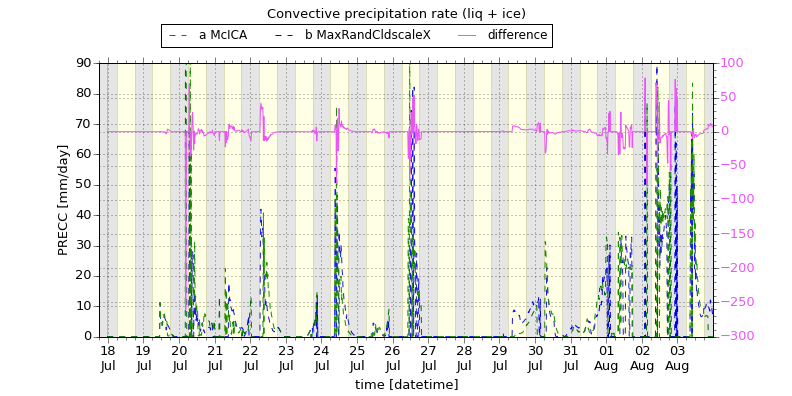 Convective precipitation rate (liq + ice)
a McICA b MaxRandCldscaleX difference
90 80 70 60 50 40 30 20 10 0
PRECC [mm/day]
100 50 0 −50 −100 −150 −200 −250 −300
18 19 20 21 22 23 24 25 26 27 28 29 30 31 01 02 03
Jul Jul Jul Jul Jul Jul Jul Jul Jul Jul Jul Jul Jul Jul Aug Aug Aug
time [datetime]